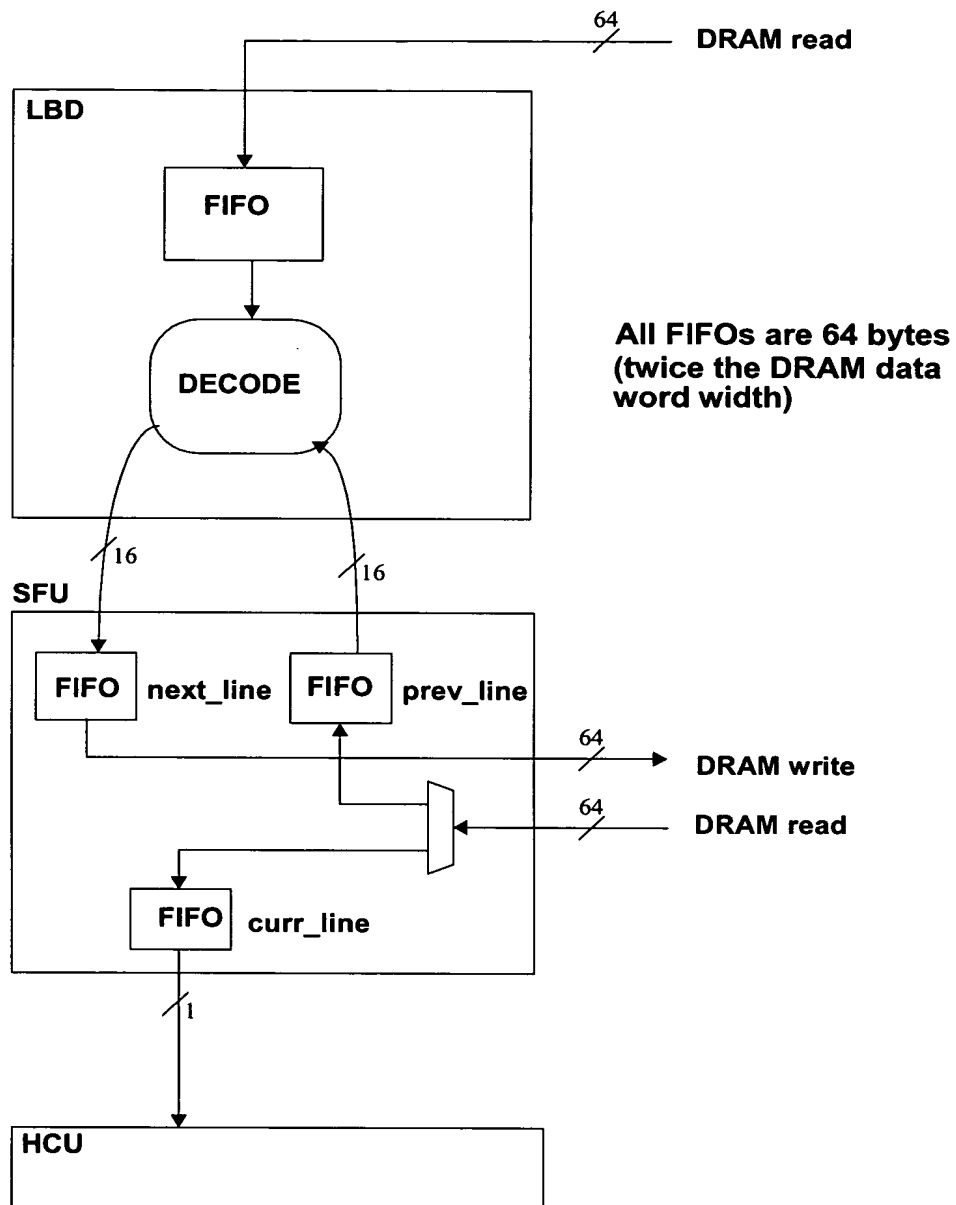 64
DRAM read
LBD
FIFO
DECODE
All FIFOs are 64 bytes
(twice the DRAM data
word width)
16
16
SFU
FIFO
next_line
FIFO
prev_line
64
DRAM write
64
DRAM read
FIFO
curr_line
1
HCU